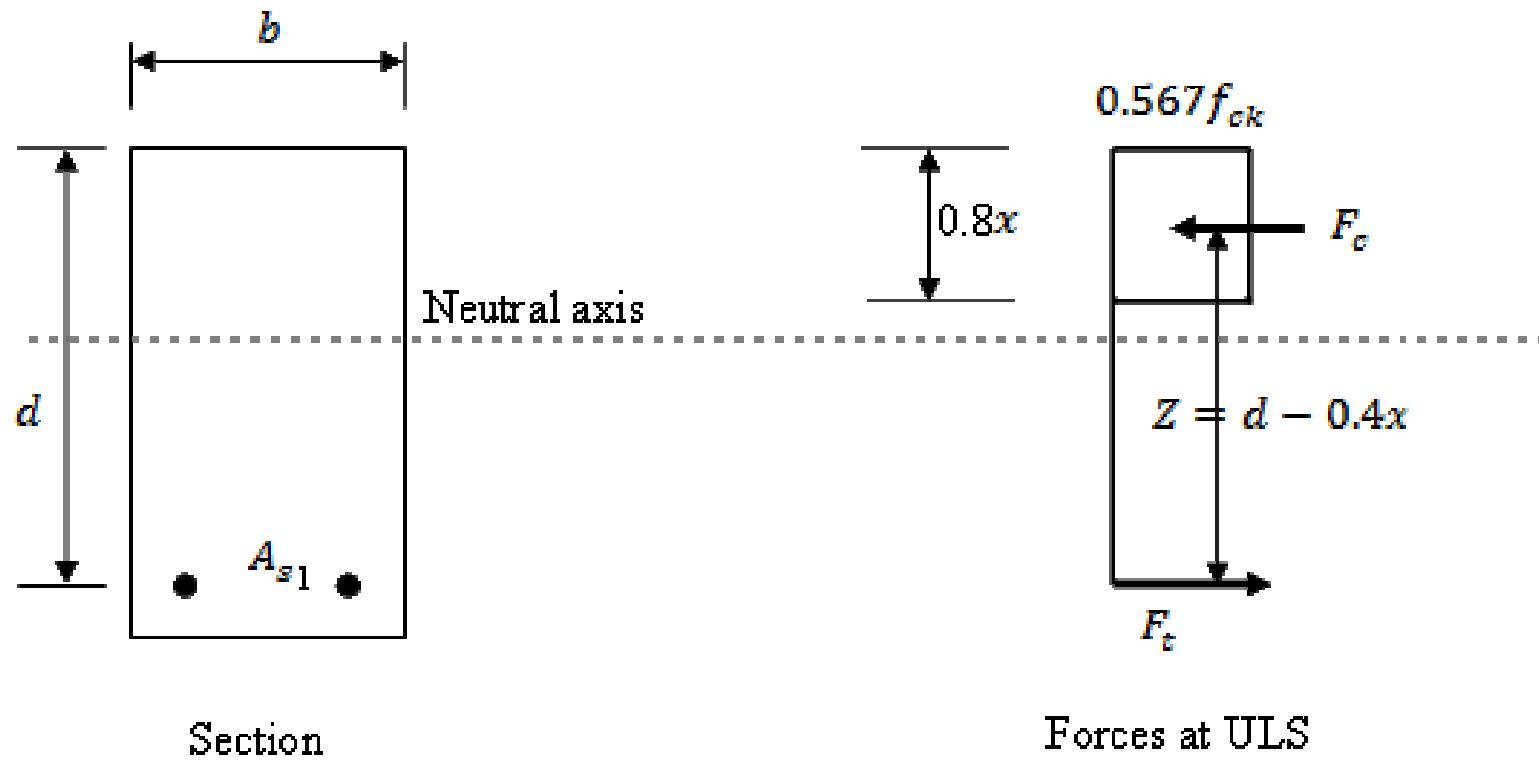 b
0.567f_ck
0.8x
F_c
Neutral axis
d
Z = d − 0.4x
A_s1
F_t
Section
Forces at ULS